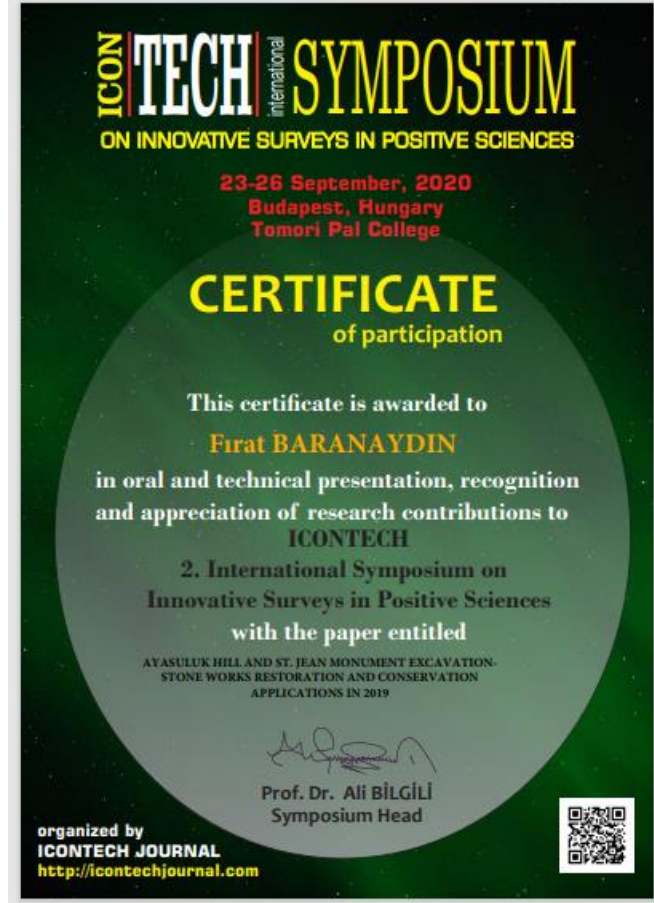 ICON TECH international SYMPOSIUM
ON INNOVATIVE SURVEYS IN POSITIVE SCIENCES
23-26 September, 2020
Budapest, Hungary
Tomori Pal College
CERTIFICATE
of participation
This certificate is awarded to
Fırat BARANAYDIN
in oral and technical presentation, recognition
and appreciation of research contributions to
ICONTECH
2. International Symposium on
Innovative Surveys in Positive Sciences
with the paper entitled
AYASULUK HILL AND ST. JEAN MONUMENT EXCAVATION-
STONE WORKS RESTORATION AND CONSERVATION
APPLICATIONS IN 2019
Prof. Dr. Ali BİLGİLİ
Symposium Head
organized by
ICONTECH JOURNAL
http://icontechjournal.com